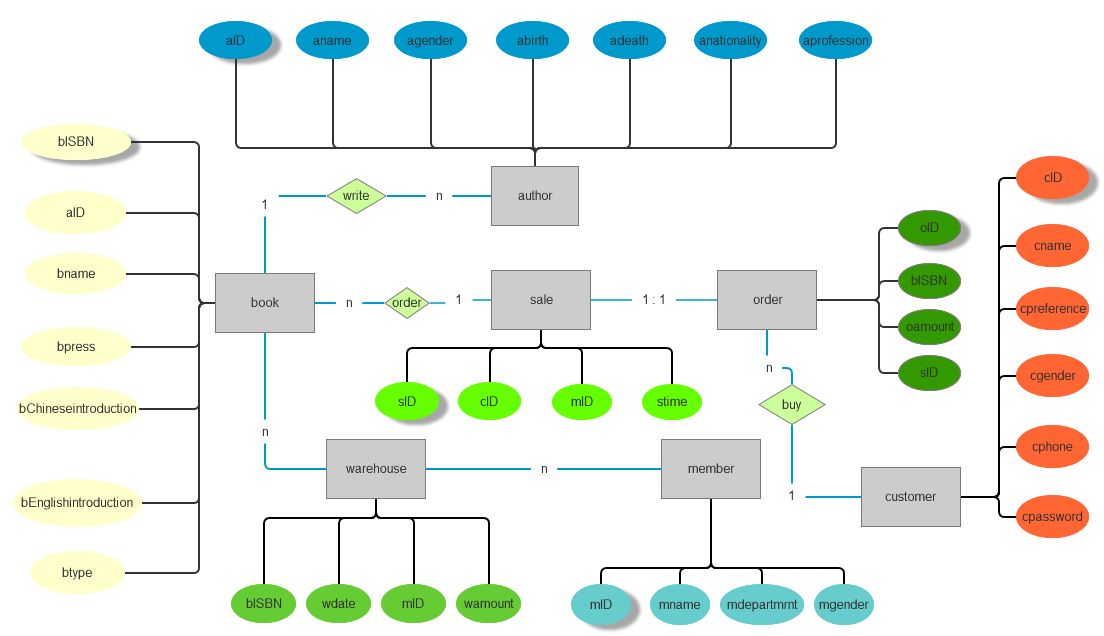 aID
aname
agender
abirth
adeath
anationality
aprofession
bISBN
write
n
author
1
cID
aID
oID
cname
bname
bISBN
book
n
order
1
sale
1 : 1
order
cpreference
oamount
bpress
n
sID
cgender
bChineseintroduction
sID
cID
mID
stime
buy
n
cphone
warehouse
n
member
bEnglishintroduction
1
customer
cpassword
btype
bISBN
wdate
mID
wamount
mID
mname
mdepartmrnt
mgender